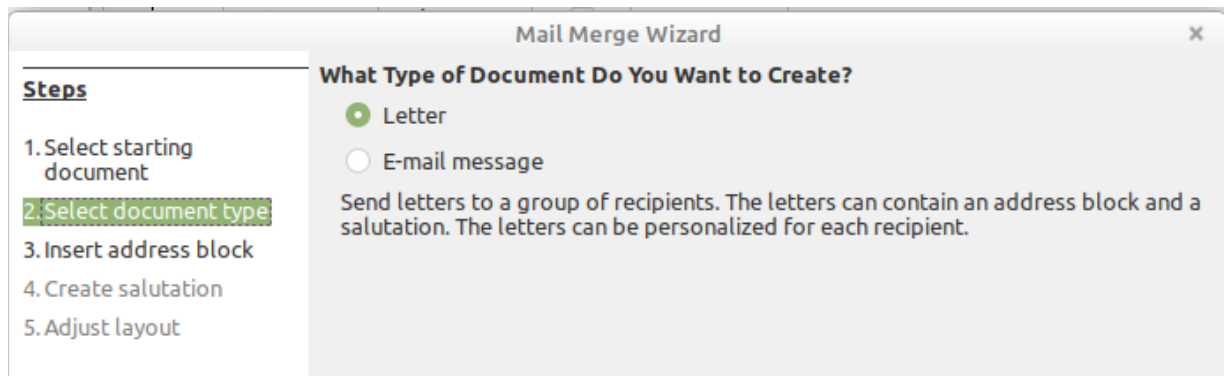 Mail Merge Wizard
Steps
1. Select starting
document
2. Select document type
3. Insert address block
4. Create salutation
5. Adjust layout
What Type of Document Do You Want to Create?
Letter
E-mail message
Send letters to a group of recipients. The letters can contain an address block and a
salutation. The letters can be personalized for each recipient.